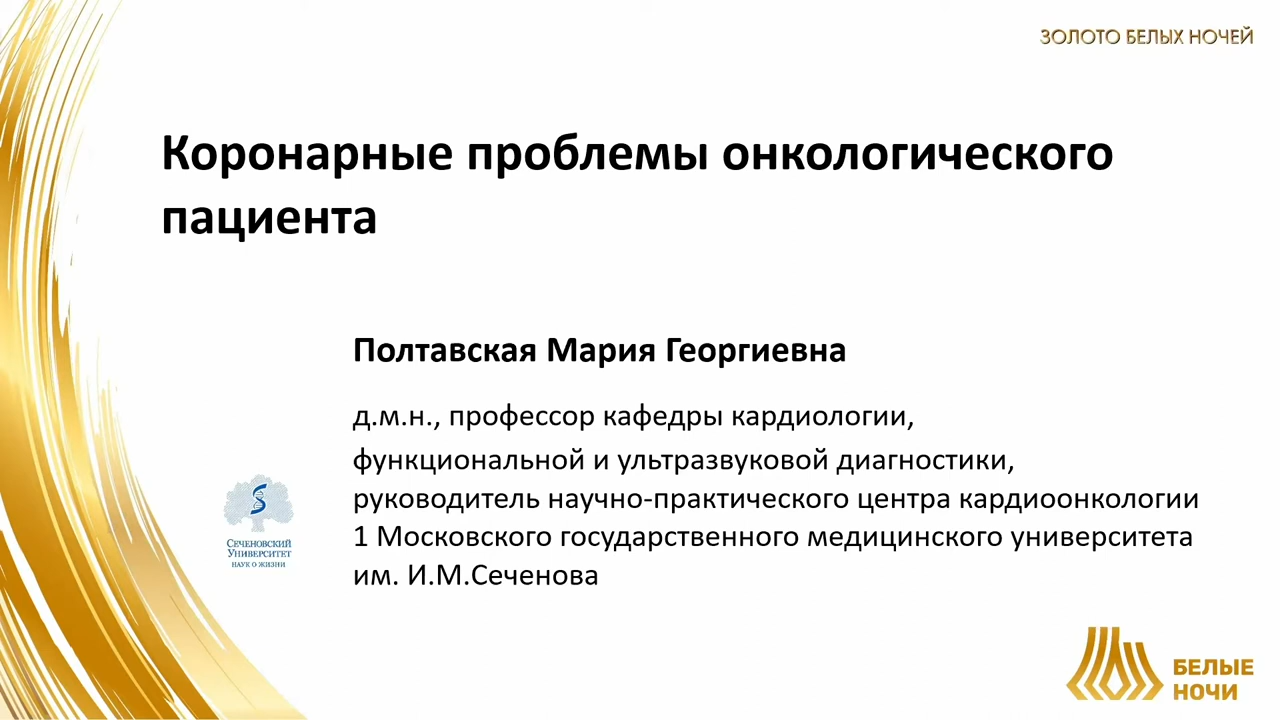 ЗОЛОТО БЕЛЫХ НОЧЕЙ
Коронарные проблемы онкологического
пациента
Полтавская Мария Георгиевна
д.м.н., профессор кафедры кардиологии,
функциональной и ультразвуковой диагностики,
руководитель научно-практического центра кардиоонкологии
1 Московского государственного медицинского университета
им. И.М.Сеченова
СЕЧЕНОВСКИЙ
УНИВЕРСИТЕТ
НАУК О ЖИЗНИ
БЕЛЫЕ
НОЧИ